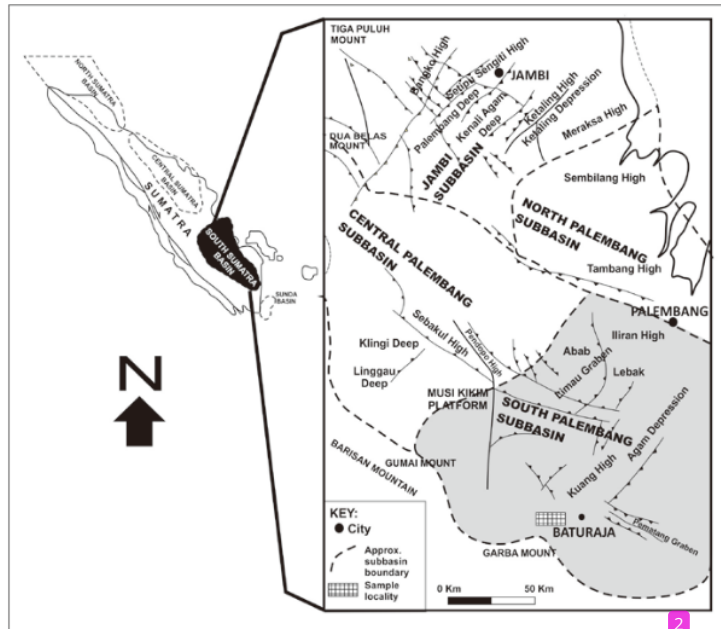 NORTH SUMATRA
BASIN
CENTRAL SUMATRA
BASIN
SUMATRA
SOUTH SUMATRA
BASIN
SUNDA
BASIN
N
TIGA PULUH
MOUNT
Bangko High
Setipu Sengiti High
JAMBI
Palembang Deep
Kenali Agam
Deep
Ketaling High
Ketaling Depression
Meraksa High
DUA BELAS
MOUNT
JAMBI
SUBBASIN
Sembilang High
NORTH PALEMBANG
SUBBASIN
CENTRAL PALEMBANG
SUBBASIN
Tambang High
PALEMBANG
Iliran High
Sebakul High
Pendopo High
Klingi Deep
Abab
Limau Graben
Lebak
Linggau
Deep
MUSI KIKIM
PLATFORM
SOUTH PALEMBANG
SUBBASIN
Agam Depression
BARISAN MOUNTAIN
GUMAI MOUNT
Kuang High
KEY:
City
Approx.
subbasin
boundary
Sample
locality
BATURAJA
Pematang Graben
GARBA MOUNT
0 Km
50 Km
2